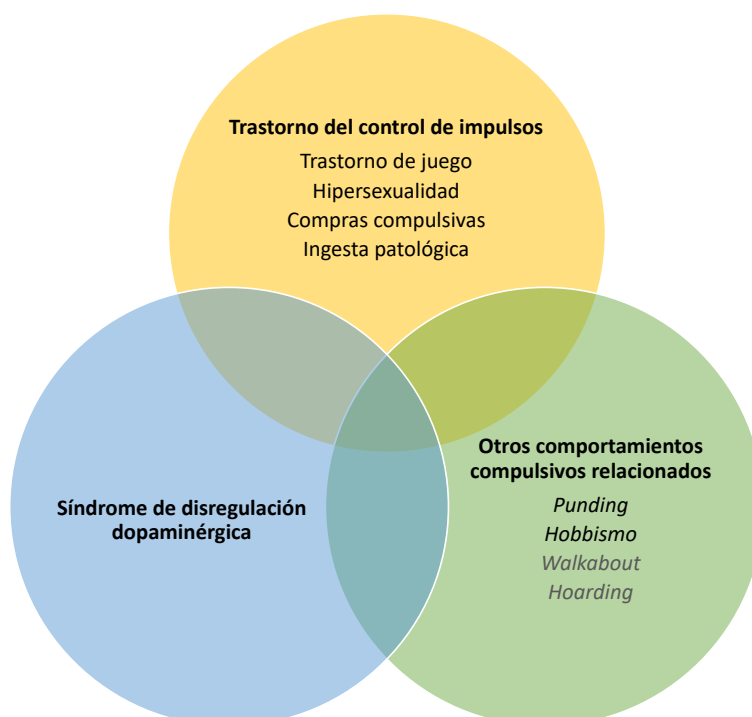 Trastorno del control de impulsos
Trastorno de juego
Hipersexualidad
Compras compulsivas
Ingesta patológica
Síndrome de disregulación
dopaminérgica
Otros comportamientos
compulsivos relacionados
Punding
Hobbismo
Walkabout
Hoarding